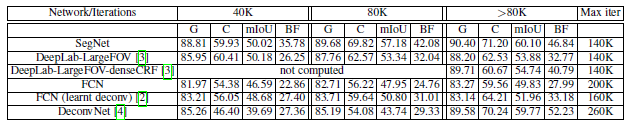 Network/Iterations 40K 80K >80K Max iter
G C mIoU BF G C mIoU BF G C mIoU BF
SegNet 88.81 59.93 50.02 35.78 89.68 69.82 57.18 42.08 90.40 71.20 60.10 46.84 140K
DeepLab-LargeFOV [3] 85.95 60.41 50.18 26.25 87.76 62.57 53.34 32.04 88.20 62.53 53.88 32.77 140K
DeepLab-LargeFOV-denseCRF [3] not computed 89.71 60.67 54.74 40.79 140K
FCN 81.97 54.38 46.59 22.86 82.71 56.22 47.95 24.76 83.27 59.56 49.83 27.99 200K
FCN (learnt deconv) [2] 83.21 56.05 48.68 27.40 83.71 59.64 50.80 31.01 83.14 64.21 51.96 33.18 160K
DeconvNet [4] 85.26 46.40 39.69 27.36 85.19 54.08 43.74 29.33 89.58 70.24 59.77 52.23 260K